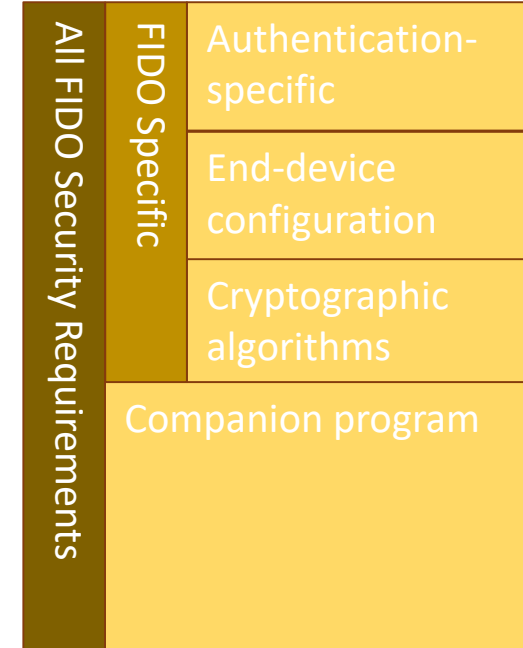 All FIDO Security Requirements
FIDO Specific
Authentication-
specific
End-device
configuration
Cryptographic
algorithms
Companion program